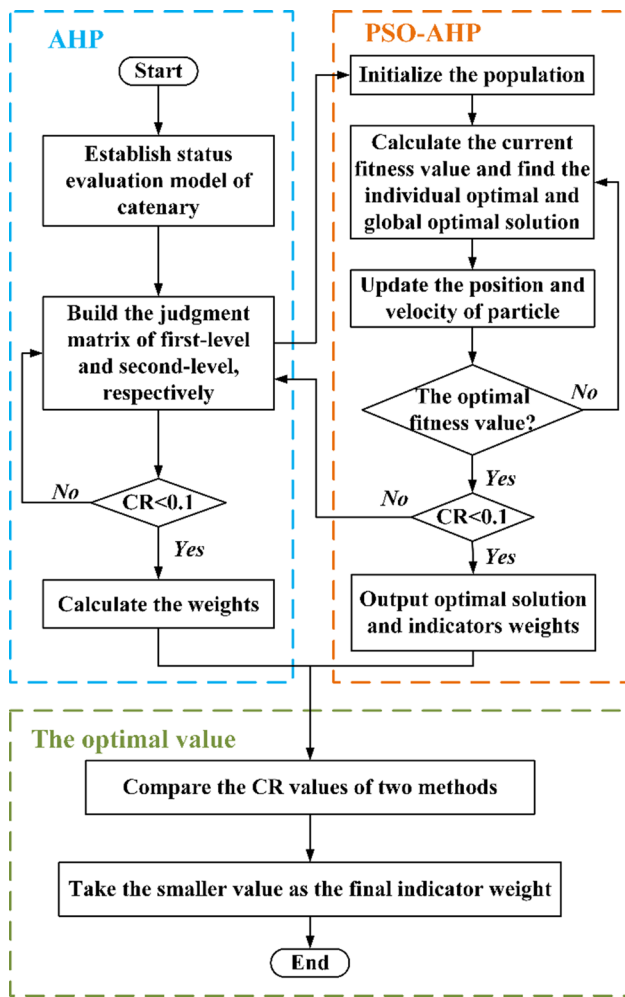 AHP
Start
Establish status
evaluation model of
catenary
Build the judgment
matrix of first-level
and second-level,
respectively
No
CR<0.1
Yes
Calculate the weights
PSO-AHP
Initialize the population
Calculate the current
fitness value and find the
individual optimal and
global optimal solution
Update the position and
velocity of particle
The optimal
fitness value?
No
Yes
No
CR<0.1
Yes
Output optimal solution
and indicators weights
The optimal value
Compare the CR values of two methods
Take the smaller value as the final indicator weight
End